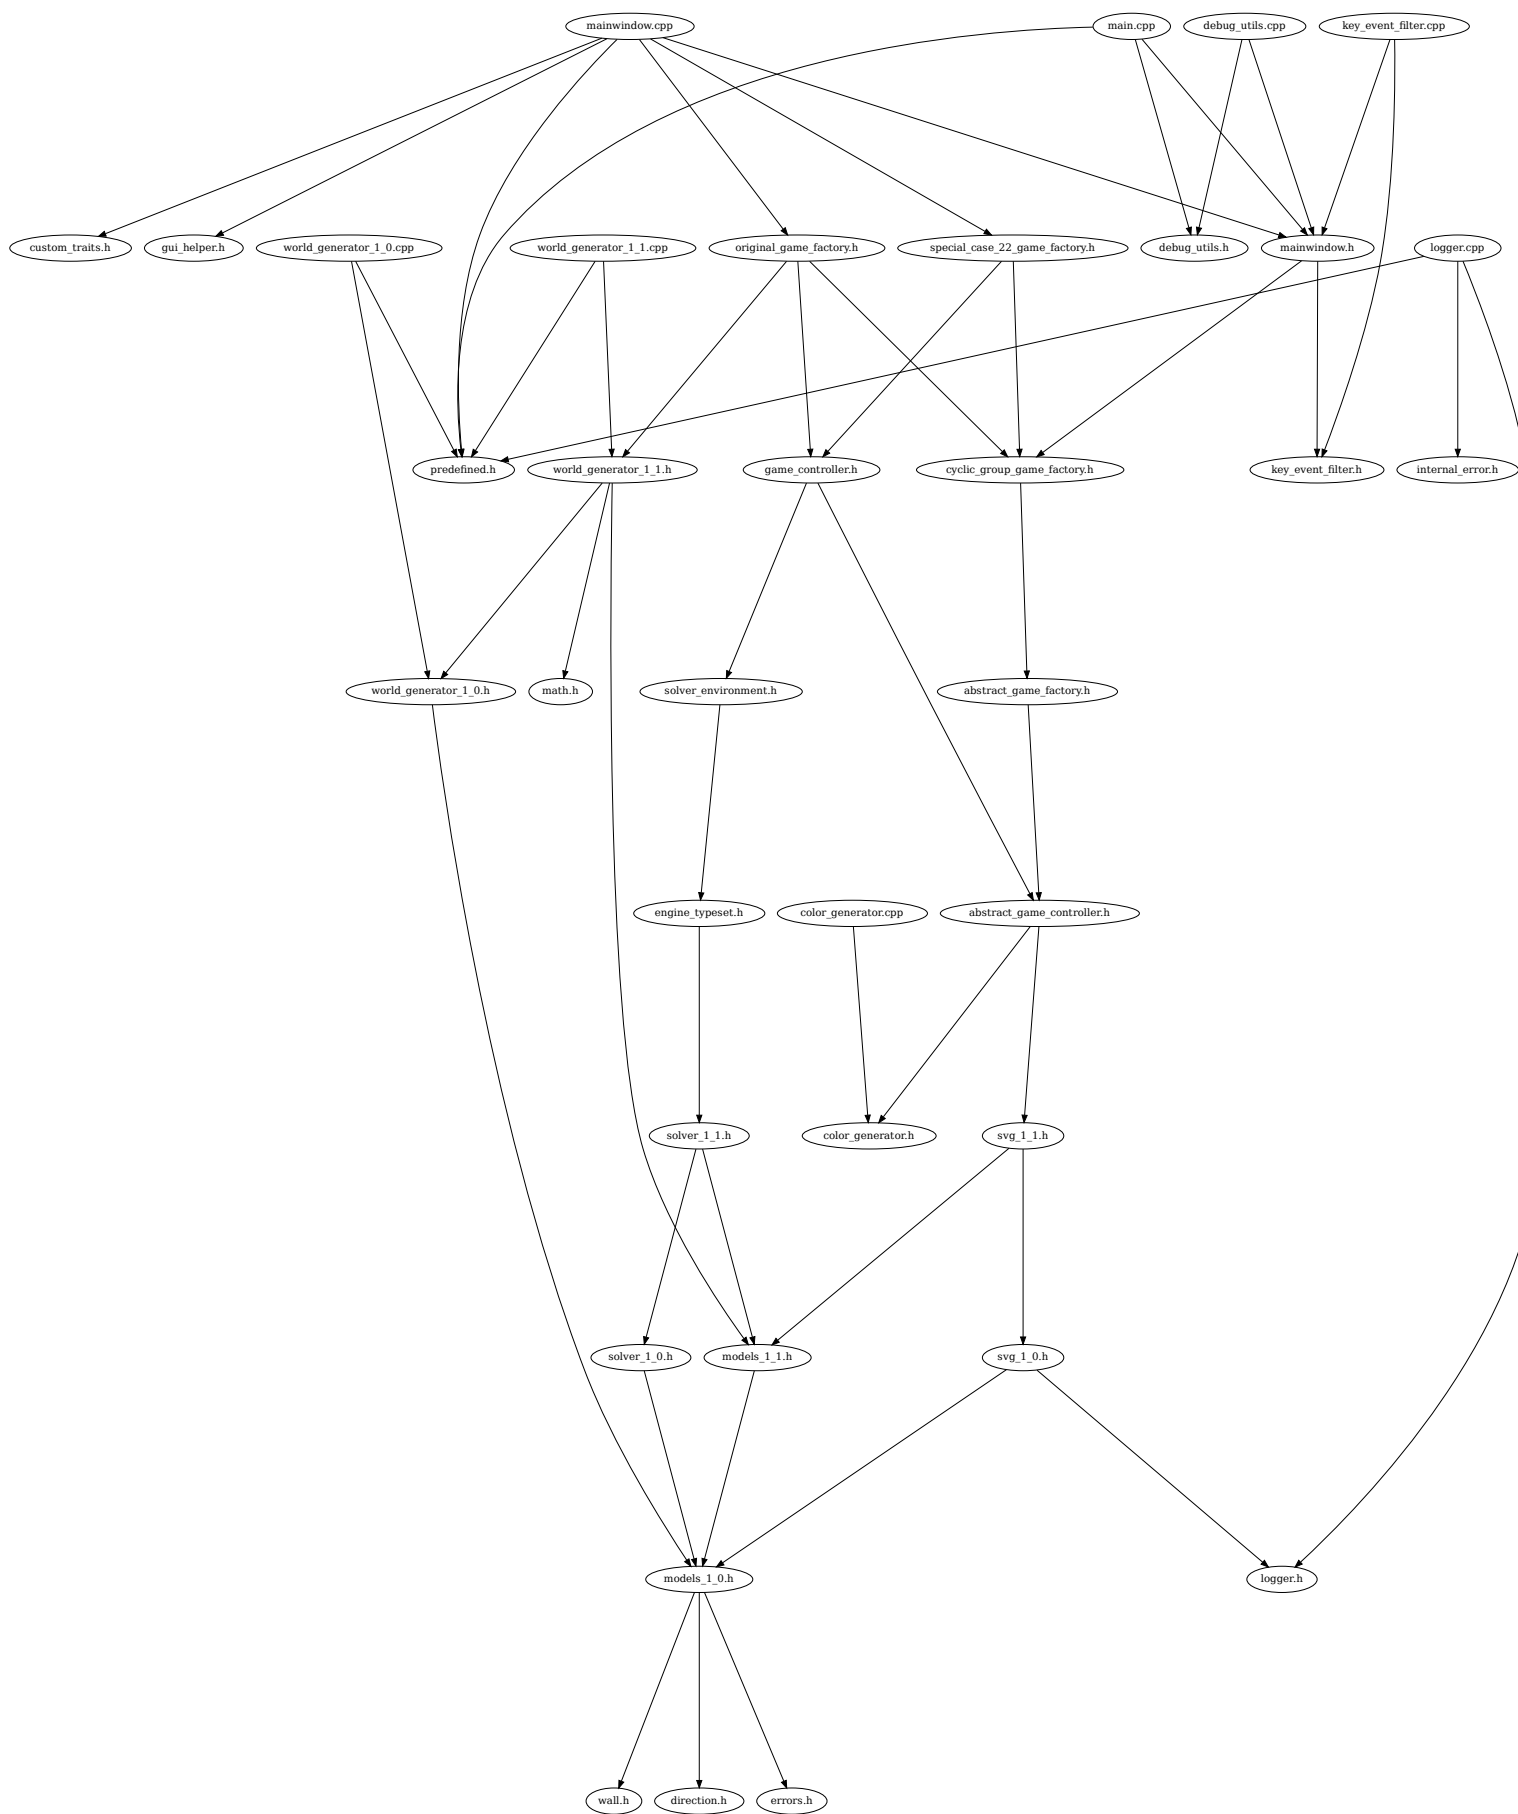 mainwindow.cpp
main.cpp
debug_utils.cpp
key_event_filter.cpp
custom_traits.h
gui_helper.h
world_generator_1_0.cpp
world_generator_1_1.cpp
original_game_factory.h
special_case_22_game_factory.h
debug_utils.h
mainwindow.h
logger.cpp
predefined.h
world_generator_1_1.h
game_controller.h
cyclic_group_game_factory.h
key_event_filter.h
internal_error.h
world_generator_1_0.h
math.h
solver_environment.h
abstract_game_factory.h
engine_typeset.h
color_generator.cpp
abstract_game_controller.h
solver_1_1.h
color_generator.h
svg_1_1.h
solver_1_0.h
models_1_1.h
svg_1_0.h
models_1_0.h
logger.h
wall.h
direction.h
errors.h